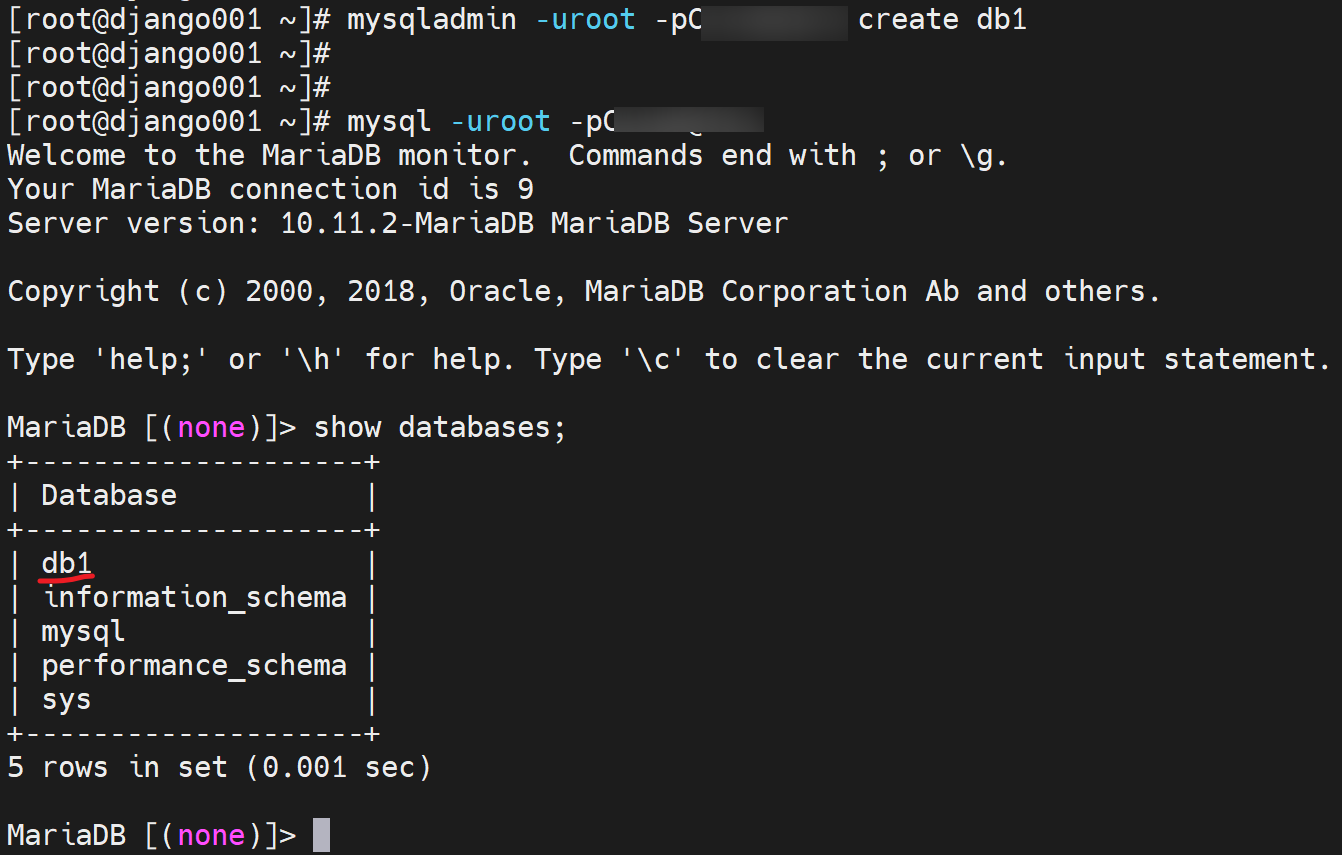 [root@django001 ~]# mysqladmin -uroot -pC create db1
[root@django001 ~]#
[root@django001 ~]#
[root@django001 ~]# mysql -uroot -pC
Welcome to the MariaDB monitor.  Commands end with ; or \g.
Your MariaDB connection id is 9
Server version: 10.11.2-MariaDB MariaDB Server
Copyright (c) 2000, 2018, Oracle, MariaDB Corporation Ab and others.
Type 'help;' or '\h' for help. Type '\c' to clear the current input statement.
MariaDB [(none)]> show databases;
+--------------------+
| Database           |
+--------------------+
| db1                |
| information_schema |
| mysql              |
| performance_schema |
| sys                |
+--------------------+
5 rows in set (0.001 sec)
MariaDB [(none)]>